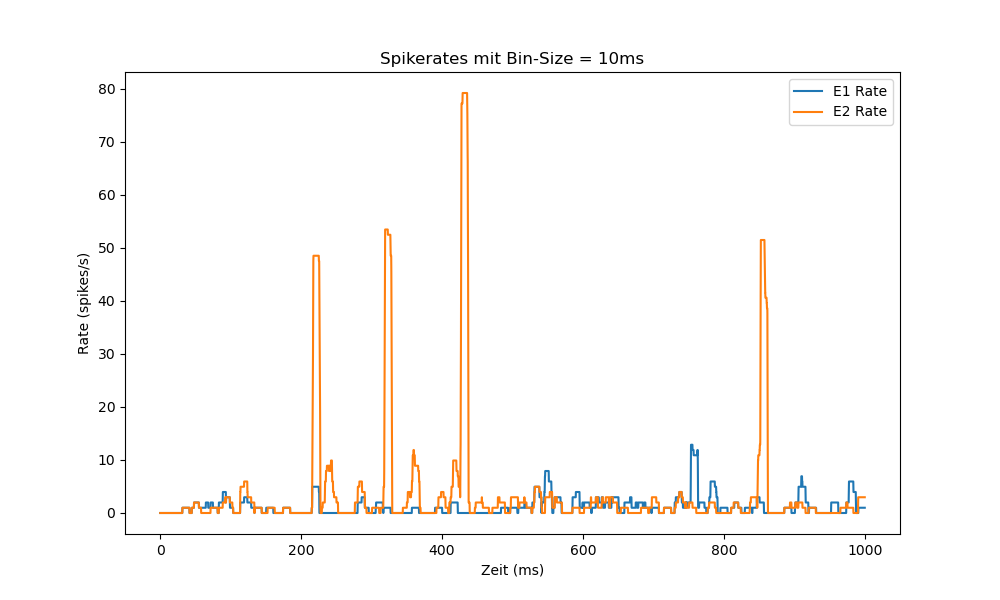 Spikerates mit Bin-Size = 10ms
E1 Rate
E2 Rate
80
70
60
50
40
30
20
10
0
Rate (spikes/s)
0 200 400 600 800 1000
Zeit (ms)